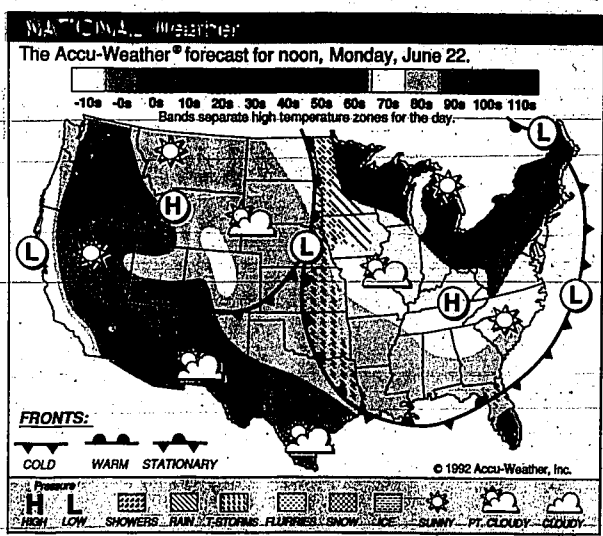 NATIONAL Weather
The Accu-Weather® forecast for noon, Monday, June 22.
-10s -0s 0s 10s 20s 30s 40s 50s 60s 70s 80s 90s 100s 110s
Bands separate high temperature zones for the day.
L
H
L
L
H
L
FRONTS:
COLD WARM STATIONARY
© 1992 Accu-Weather, Inc.
Pressure
H L
HIGH LOW SHOWERS RAIN T-STORMS FLURRIES SNOW ICE SUNNY PT. CLOUDY CLOUDY